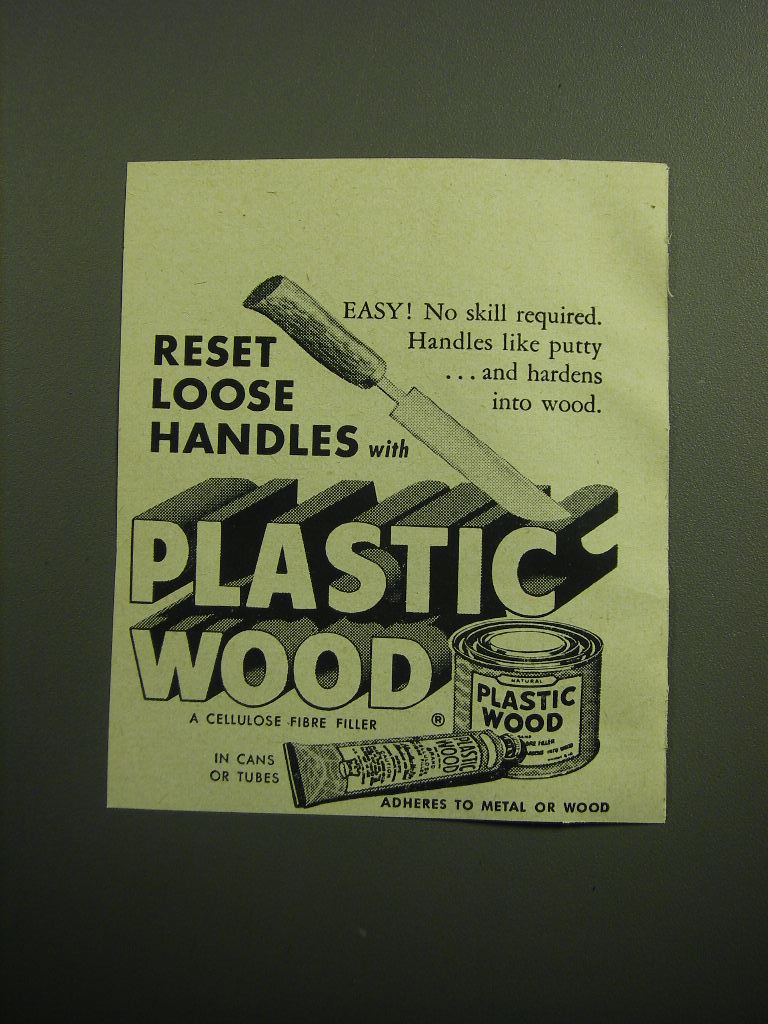 EASY! No skill required.
Handles like putty
... and hardens
into wood.
RESET
LOOSE
HANDLES with
PLASTIC
WOOD
®
A CELLULOSE FIBRE FILLER
IN CANS
OR TUBES
NATURAL
PLASTIC
WOOD
PLASTIC
WOOD
ADHERES TO METAL OR WOOD